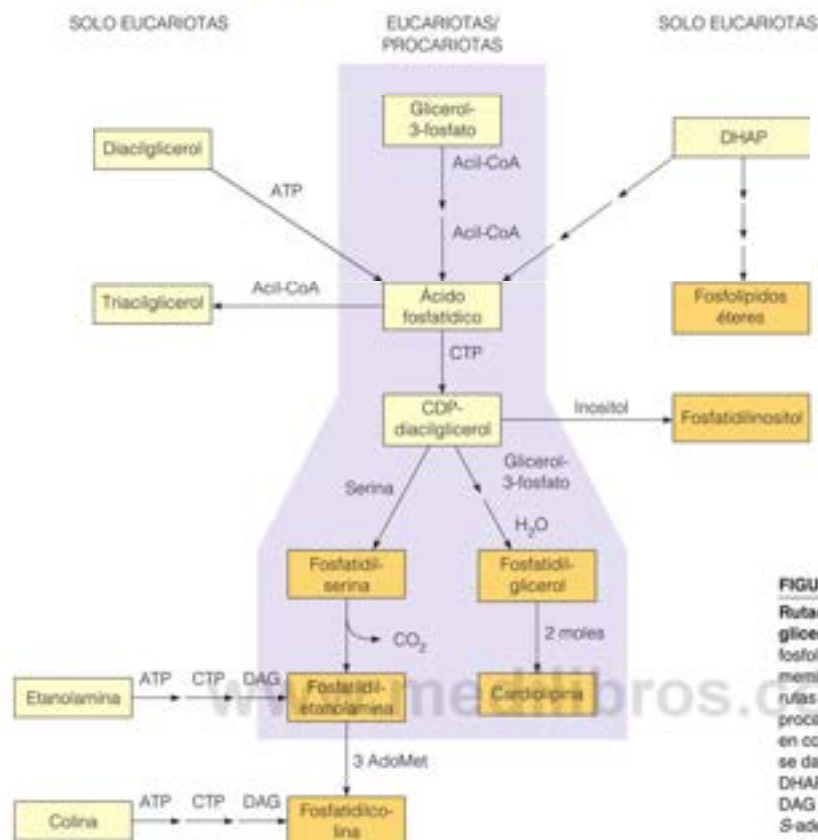 SOLO EUCARIOTAS
EUCARIOTAS/
PROCARIOTAS
SOLO EUCARIOTAS
Diacilglicerol
Glicerol-
3-fosfato
DHAP
ATP
Acil-CoA
Acil-CoA
Triacilglicerol
Acil-CoA
Ácido
fosfatídico
Fosfolípidos
éteres
CTP
CDP-
diacilglicerol
Inositol
Fosfatidilinositol
Serina
Glicerol-
3-fosfato
H₂O
Fosfatidil-
serina
Fosfatidil-
glicerol
CO₂
2 moles
Etanolamina
ATP
CTP
DAG
Fosfatidil-
etanolamina
Cardiolipina
3 AdoMet
Colina
ATP
CTP
DAG
Fosfatidilco-
lina
FIGU
Rutas
glicer
fosfol
mem
rutas
proca
en co
se da
DHAP
DAG
S-ade
medilibros.c